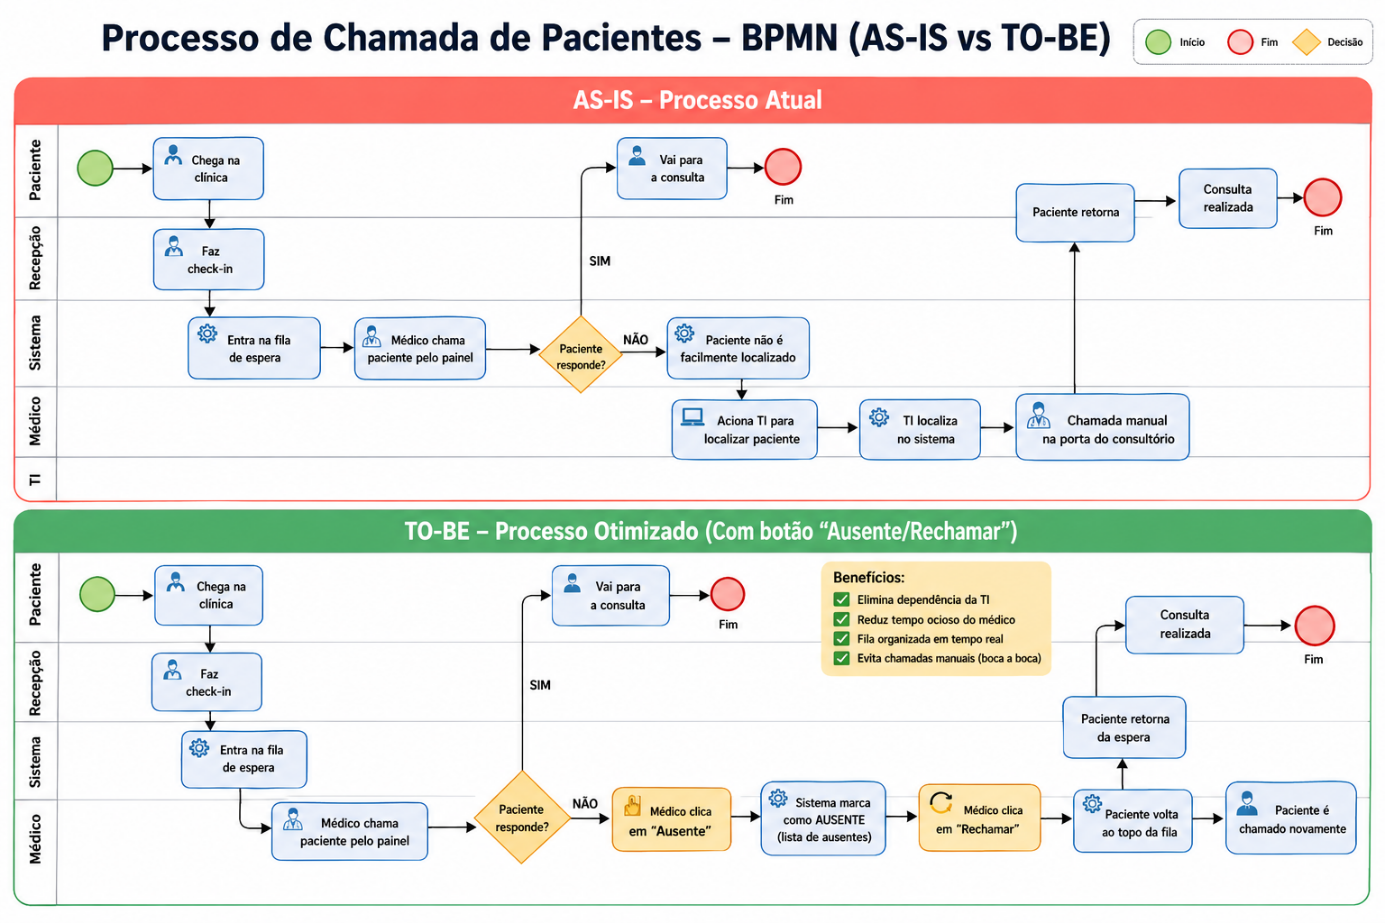 Processo de Chamada de Pacientes – BPMN (AS-IS vs TO-BE)
Início
Fim
Decisão
AS-IS – Processo Atual
Paciente
Recepção
Sistema
Médico
TI
Chega na
clínica
Faz
check-in
Entra na fila
de espera
Médico chama
paciente pelo painel
Paciente
responde?
SIM
Vai para
a consulta
Fim
NÃO
Paciente não é
facilmente localizado
Aciona TI para
localizar paciente
TI localiza
no sistema
Chamada manual
na porta do consultório
Paciente retorna
Consulta
realizada
Fim
TO-BE – Processo Otimizado (Com botão “Ausente/Rechamar”)
Paciente
Recepção
Sistema
Médico
Chega na
clínica
Faz
check-in
Entra na fila
de espera
Médico chama
paciente pelo painel
Paciente
responde?
SIM
Vai para
a consulta
Fim
NÃO
Médico clica
em “Ausente”
Sistema marca
como AUSENTE
(lista de ausentes)
Médico clica
em “Rechamar”
Paciente volta
ao topo da fila
Paciente é
chamado novamente
Paciente retorna
da espera
Consulta
realizada
Fim
Benefícios:
Elimina dependência da TI
Reduz tempo ocioso do médico
Fila organizada em tempo real
Evita chamadas manuais (boca a boca)